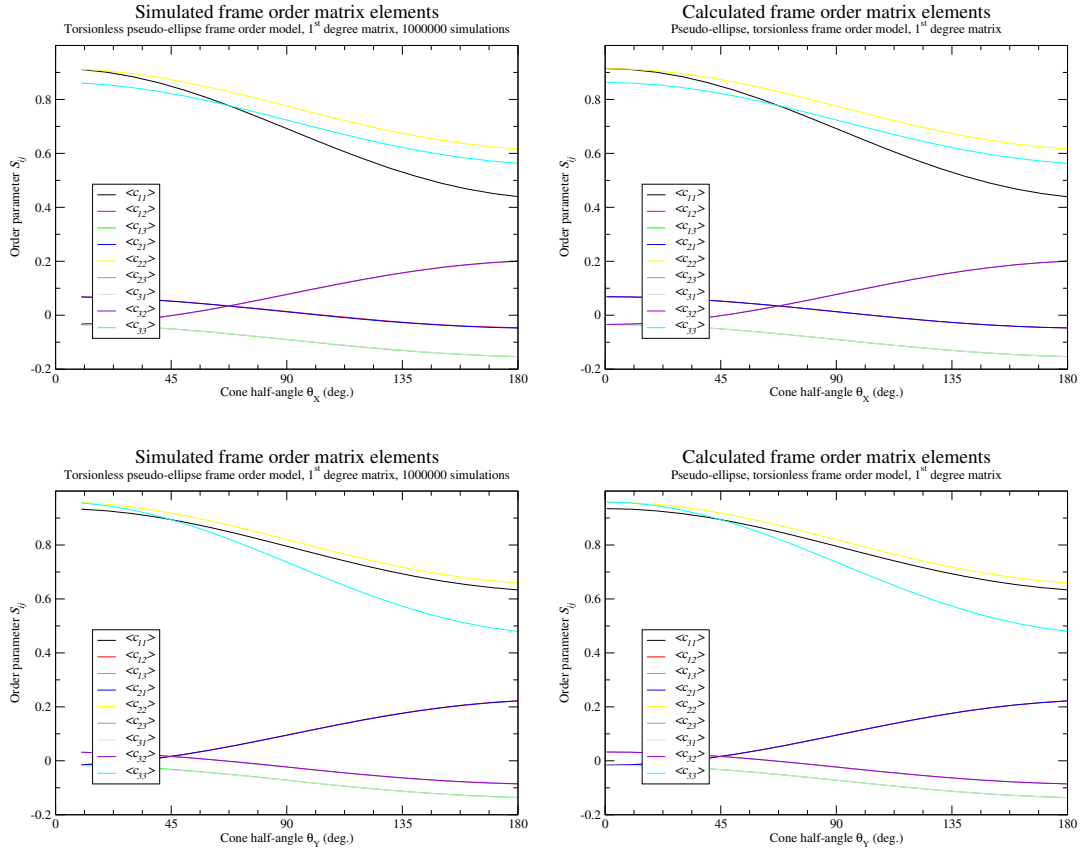 Simulated frame order matrix elements
Torsionless pseudo-ellipse frame order model, 1st degree matrix, 1000000 simulations
Order parameter Sij
0.8
0.6
0.4
0.2
0
-0.2
<c11>
<c12>
<c13>
<c21>
<c22>
<c23>
<c31>
<c32>
<c33>
0 45 90 135 180
Cone half-angle θX (deg.)
Calculated frame order matrix elements
Pseudo-ellipse, torsionless frame order model, 1st degree matrix
Order parameter Sij
0.8
0.6
0.4
0.2
0
-0.2
<c11>
<c12>
<c13>
<c21>
<c22>
<c23>
<c31>
<c32>
<c33>
0 45 90 135 180
Cone half-angle θX (deg.)
Simulated frame order matrix elements
Torsionless pseudo-ellipse frame order model, 1st degree matrix, 1000000 simulations
Order parameter Sij
0.8
0.6
0.4
0.2
0
-0.2
<c11>
<c12>
<c13>
<c21>
<c22>
<c23>
<c31>
<c32>
<c33>
0 45 90 135 180
Cone half-angle θY (deg.)
Calculated frame order matrix elements
Pseudo-ellipse, torsionless frame order model, 1st degree matrix
Order parameter Sij
0.8
0.6
0.4
0.2
0
-0.2
<c11>
<c12>
<c13>
<c21>
<c22>
<c23>
<c31>
<c32>
<c33>
0 45 90 135 180
Cone half-angle θY (deg.)